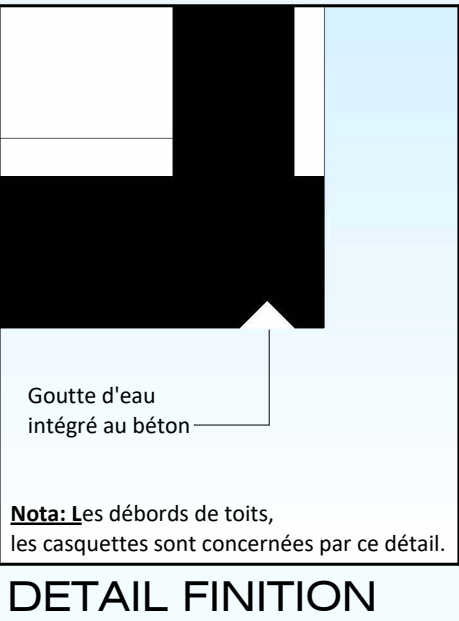 Goutte d'eau
intégré au béton
Nota: Les débords de toits,
les casquettes sont concernées par ce détail.
DETAIL FINITION